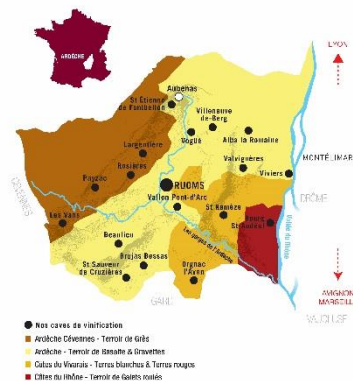 ARDÈCHE
LYON
Aubenas
St Étienne
de Fontbellon
Villeneuve
de-Berg
Vogüé
Alba la Romaine
MONTÉLIMAR
Largentière
Valvignères
Rosières
Viviers
Payzac
RUOMS
DRÔME
CÉVENNES
Vallon Pont-d'Arc
St Remèze
Bourg
St Andéol
Vallée du Rhône
Les Vans
Beaulieu
Les gorges de l'Ardèche
Orgnac
l'Aven
St Sauveur
de Cruzières
GARD
AVIGNON
MARSEILLE
VAUCLUSE
Nos caves de vinification
Ardèche Cévennes - Terroir de Grès
Ardèche - Terroir de Basalte & Gravettes
Cotes du Vivarais - Terres blanches & Terres rouges
Côtes du Rhône - Terroir de Galets roulés